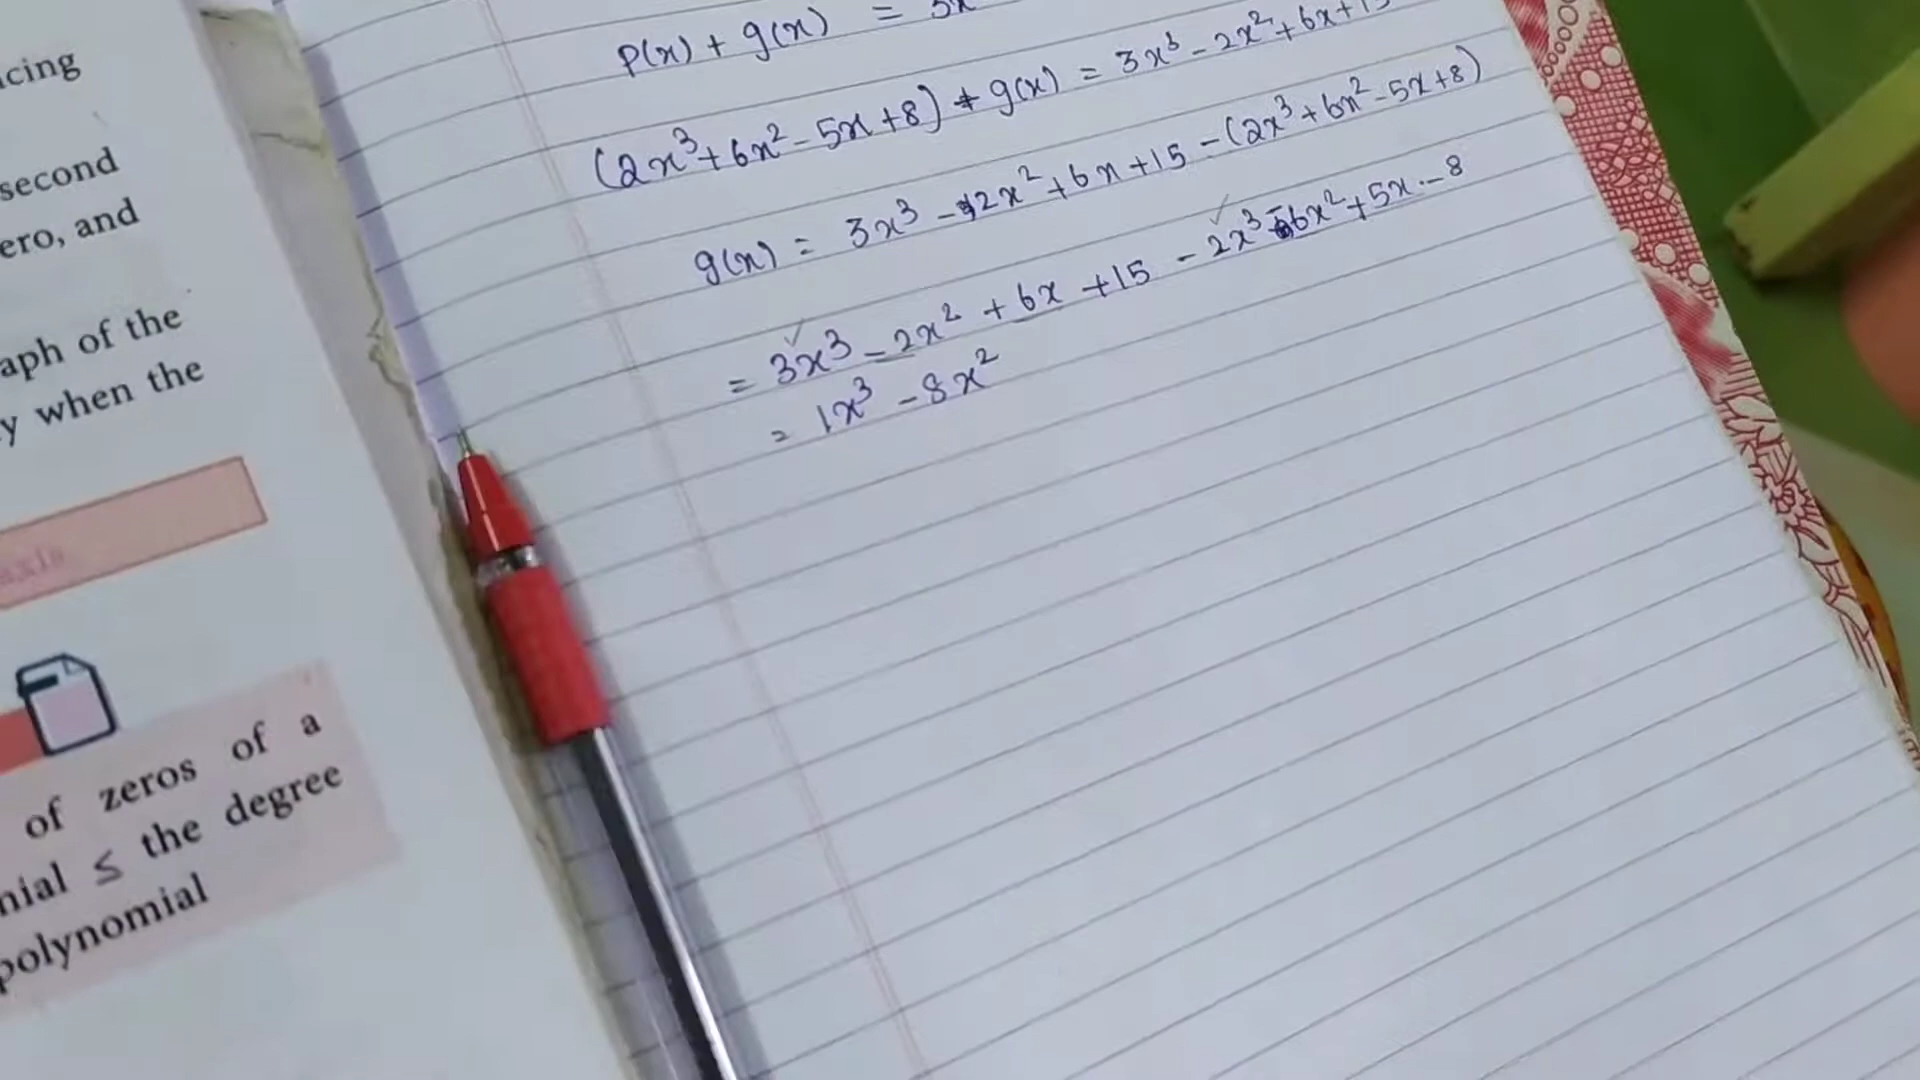 cing
second
ero, and
aph of the
y when the
axis
of zeros of a
nial ≤ the degree
polynomial
p(x) + g(x) =
(2x³+6x²-5x+8) + g(x) = 3x³-2x²+6x+15
g(x) = 3x³-2x²+6x+15-(2x³+6x²-5x+8)
= 3x³-2x²+6x+15-2x³-6x²+5x-8
= 1x³-8x²